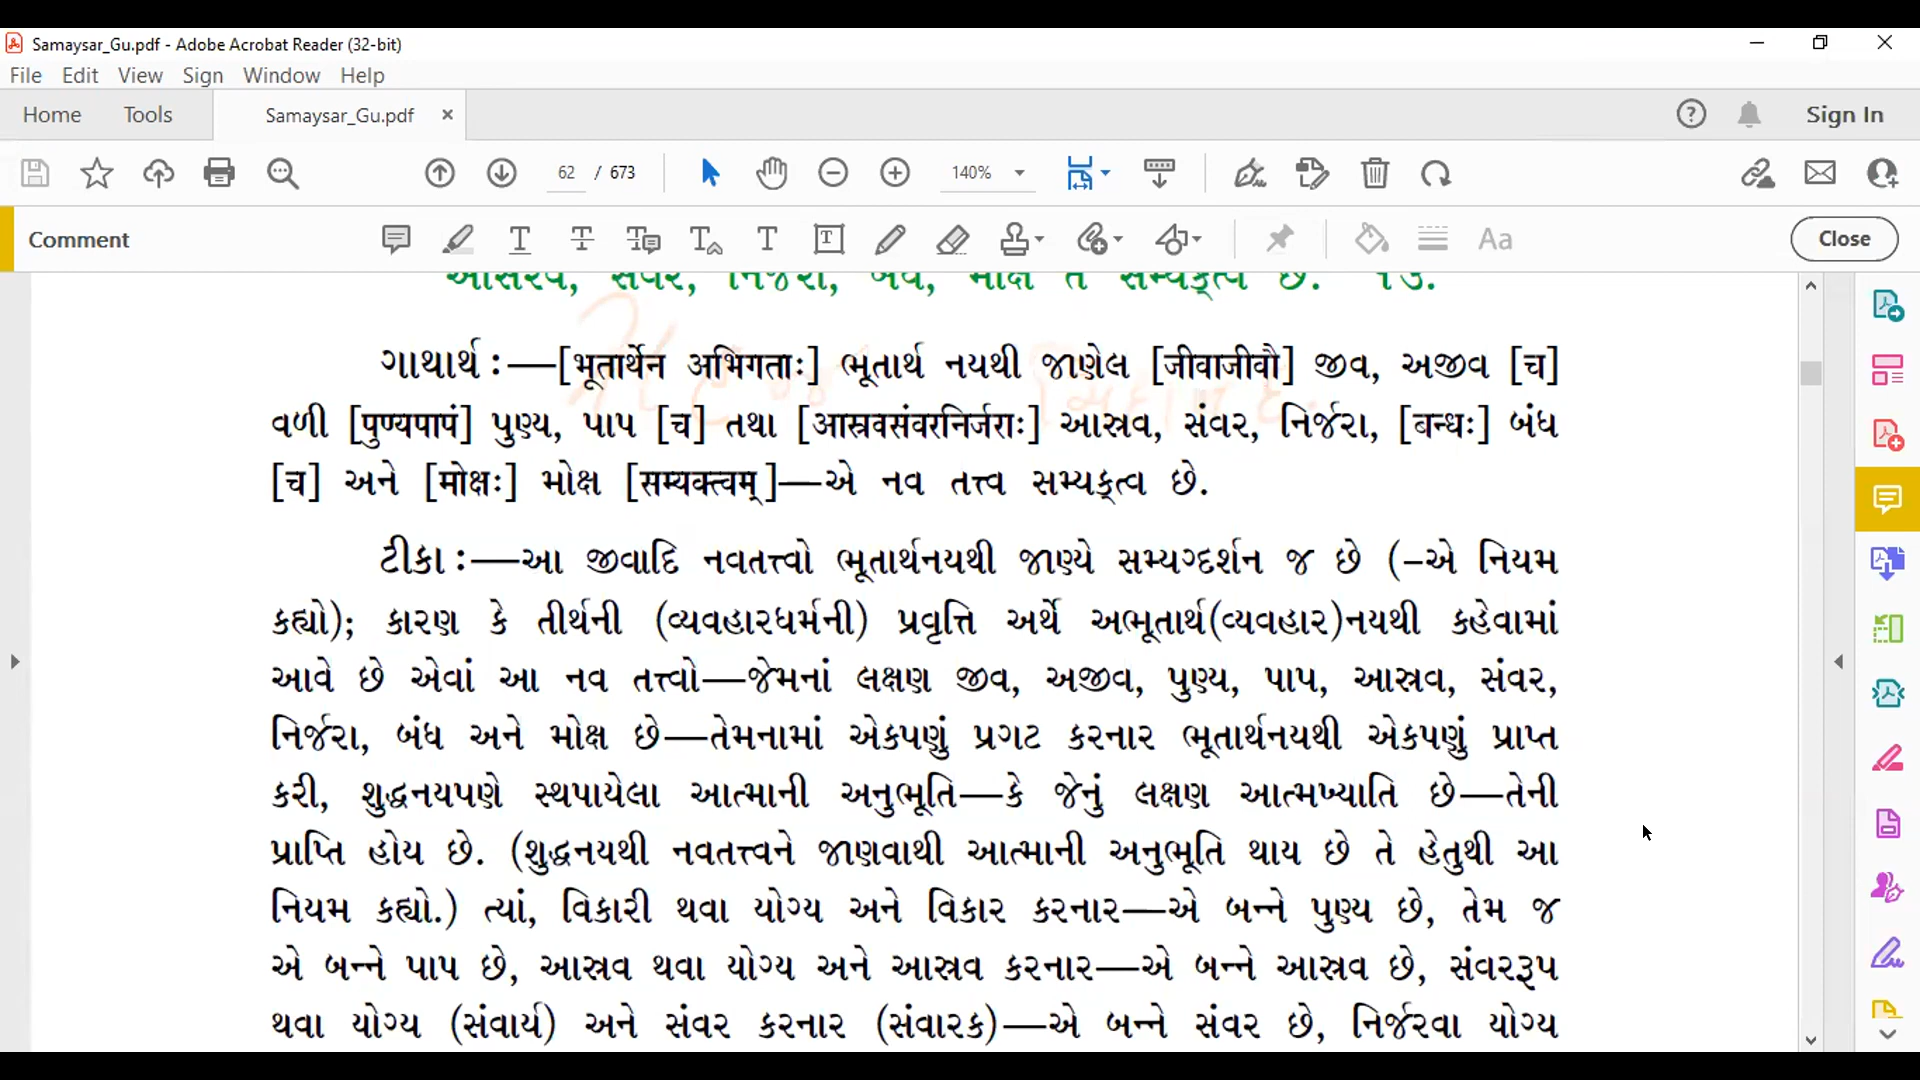 Samaysar_Gu.pdf - Adobe Acrobat Reader (32-bit)
File Edit View Sign Window Help
Home Tools Samaysar_Gu.pdf × Sign In
62 / 673 140%
Comment Close
આસરવ, સંવર, નિર્જરા, બંધ, મોક્ષ તે સમ્યક્ત્વ છે. ૧૩.
ગાથાર્થ :—[भूतार्थेन अभिगताः] ભૂતાર્થ નયથી જાણેલ [जीवाजीवौ] જીવ, અજીવ [च]
વળી [पुण्यपापं] પુણ્ય, પાપ [च] તથા [आस्रवसंवरनिर्जराः] આસ્રવ, સંવર, નિર્જરા, [बन्धः] બંધ
[च] અને [मोक्षः] મોક્ષ [सम्यक्त्वम्]—એ નવ તત્ત્વ સમ્યક્ત્વ છે.
ટીકા :—આ જીવાદિ નવતત્ત્વો ભૂતાર્થનયથી જાણ્યે સમ્યગ્દર્શન જ છે (–એ નિયમ
કહ્યો); કારણ કે તીર્થની (વ્યવહારધર્મની) પ્રવૃત્તિ અર્થે અભૂતાર્થ(વ્યવહાર)નયથી કહેવામાં
આવે છે એવાં આ નવ તત્ત્વો—જેમનાં લક્ષણ જીવ, અજીવ, પુણ્ય, પાપ, આસ્રવ, સંવર,
નિર્જરા, બંધ અને મોક્ષ છે—તેમનામાં એકપણું પ્રગટ કરનાર ભૂતાર્થનયથી એકપણું પ્રાપ્ત
કરી, શુદ્ધનયપણે સ્થપાયેલા આત્માની અનુભૂતિ—કે જેનું લક્ષણ આત્મખ્યાતિ છે—તેની
પ્રાપ્તિ હોય છે. (શુદ્ધનયથી નવતત્ત્વને જાણવાથી આત્માની અનુભૂતિ થાય છે તે હેતુથી આ
નિયમ કહ્યો.) ત્યાં, વિકારી થવા યોગ્ય અને વિકાર કરનાર—એ બન્ને પુણ્ય છે, તેમ જ
એ બન્ને પાપ છે, આસ્રવ થવા યોગ્ય અને આસ્રવ કરનાર—એ બન્ને આસ્રવ છે, સંવરરૂપ
થવા યોગ્ય (સંવાર્ય) અને સંવર કરનાર (સંવારક)—એ બન્ને સંવર છે, નિર્જરવા યોગ્ય